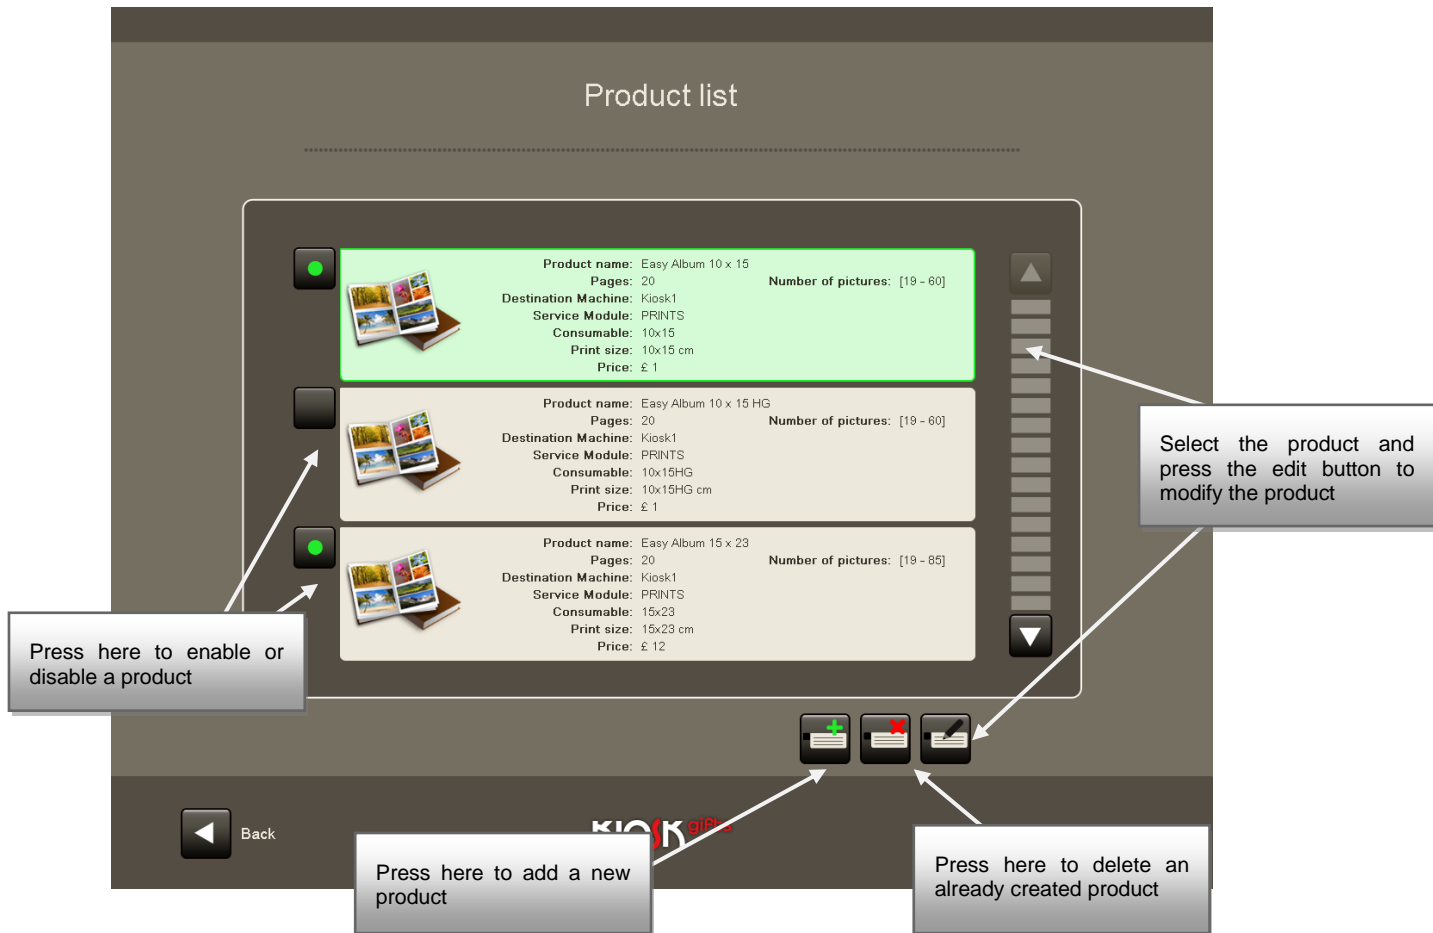 Product list
Product name: Easy Album 10 x 15
Pages: 20 Number of pictures: [19 - 60]
Destination Machine: Kiosk1
Service Module: PRINTS
Consumable: 10x15
Print size: 10x15 cm
Price: £ 1
Product name: Easy Album 10 x 15 HG
Pages: 20 Number of pictures: [19 - 60]
Destination Machine: Kiosk1
Service Module: PRINTS
Consumable: 10x15HG
Print size: 10x15HG cm
Price: £ 1
Product name: Easy Album 15 x 23
Pages: 20 Number of pictures: [19 - 85]
Destination Machine: Kiosk1
Service Module: PRINTS
Consumable: 15x23
Print size: 15x23 cm
Price: £ 12
Select the product and
press the edit button to
modify the product
Press here to enable or
disable a product
Back
KIOSK gifts
Press here to add a new
product
Press here to delete an
already created product